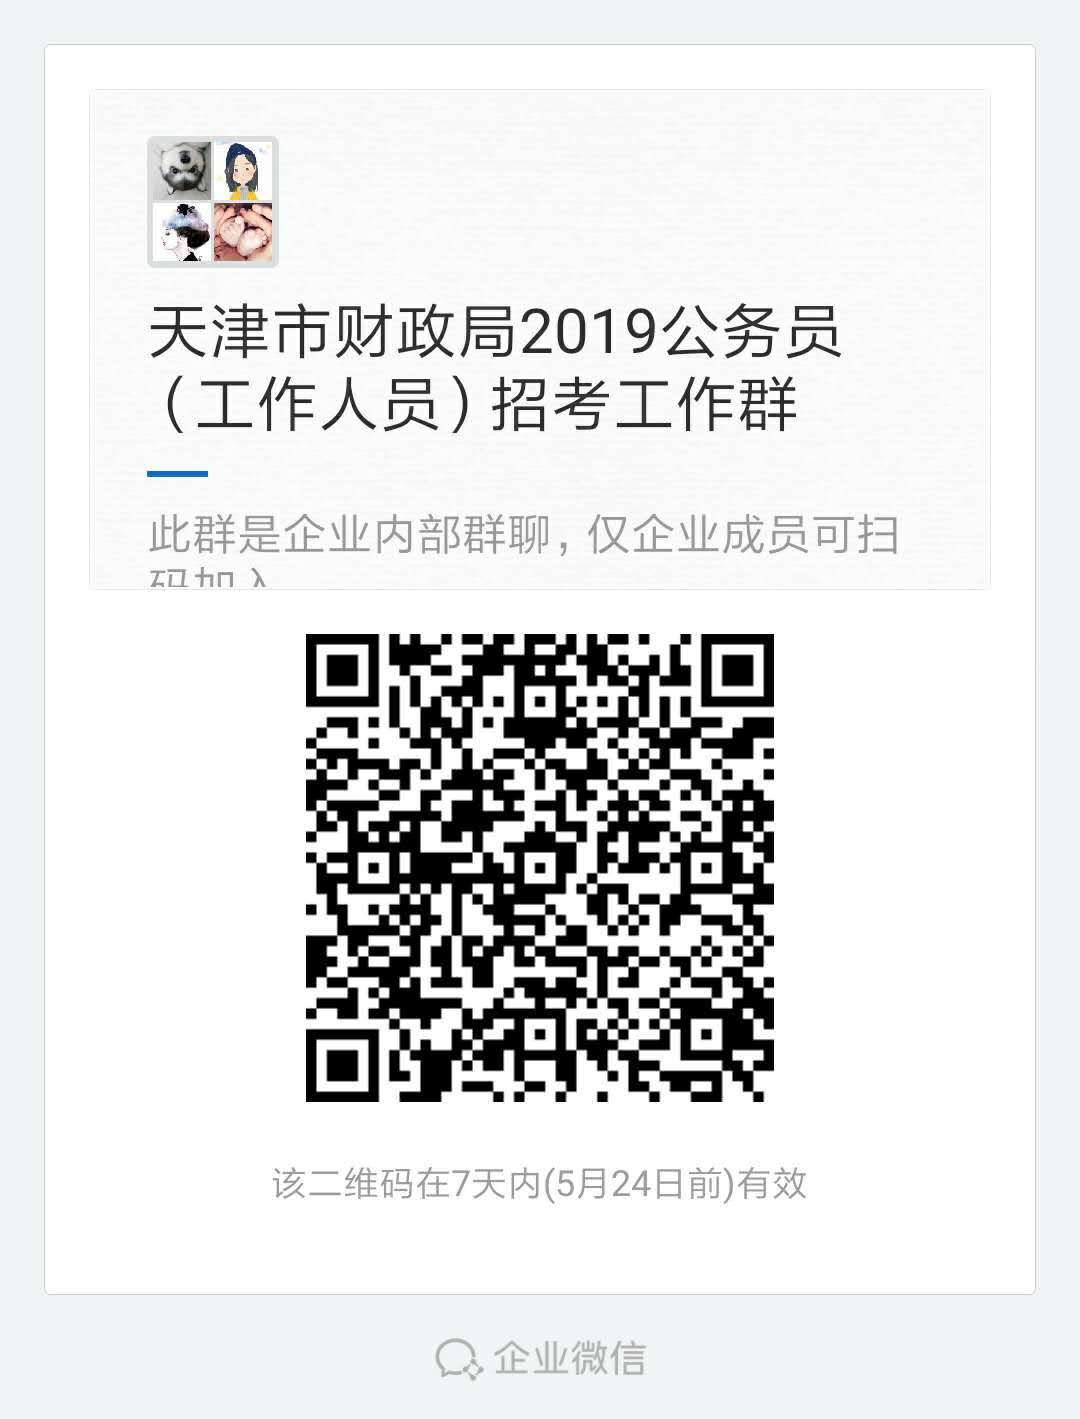 天津市财政局2019公务员
（工作人员）招考工作群
此群是企业内部群聊，仅企业成员可扫
码加入
该二维码在7天内(5月24日前)有效
企业微信